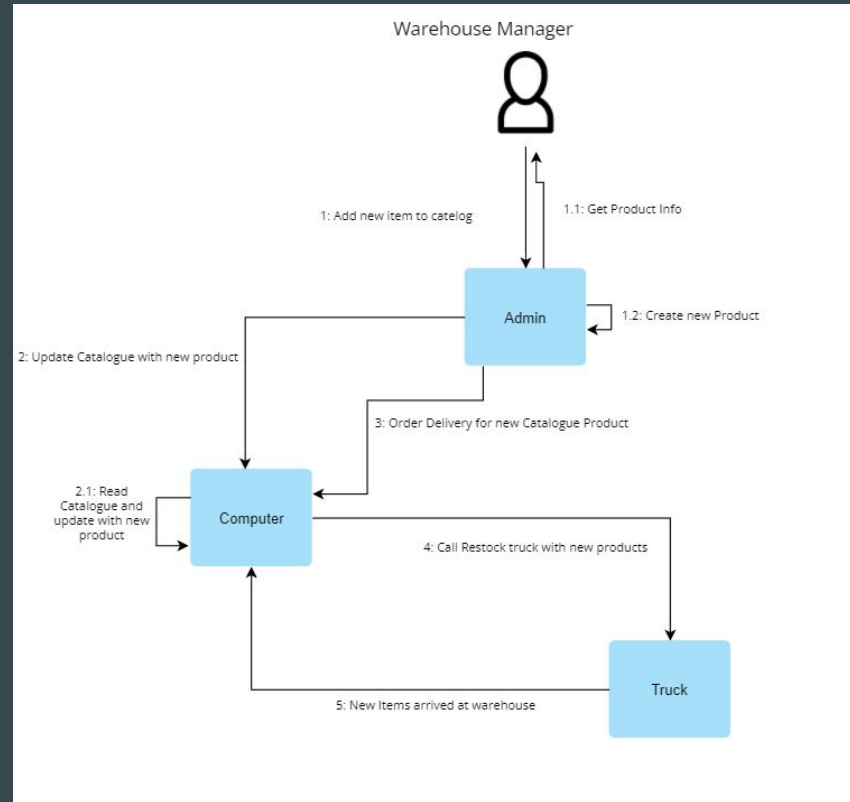 Warehouse Manager
1: Add new item to catelog
1.1: Get Product Info
Admin
1.2: Create new Product
2: Update Catalogue with new product
3: Order Delivery for new Catalogue Product
2.1: Read
Catalogue and
update with new
product
Computer
4: Call Restock truck with new products
Truck
5: New Items arrived at warehouse